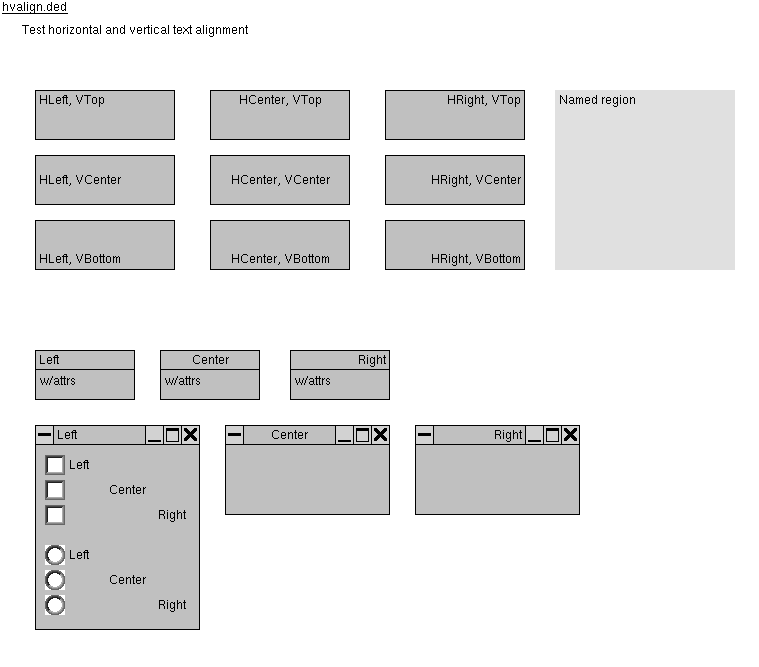 hvalign.ded
Test horizontal and vertical text alignment
HLeft, VTop
HCenter, VTop
HRight, VTop
Named region
HLeft, VCenter
HCenter, VCenter
HRight, VCenter
HLeft, VBottom
HCenter, VBottom
HRight, VBottom
Left
Center
Right
w/attrs
w/attrs
w/attrs
Left
Center
Right
Left
Center
Right
Left
Center
Right